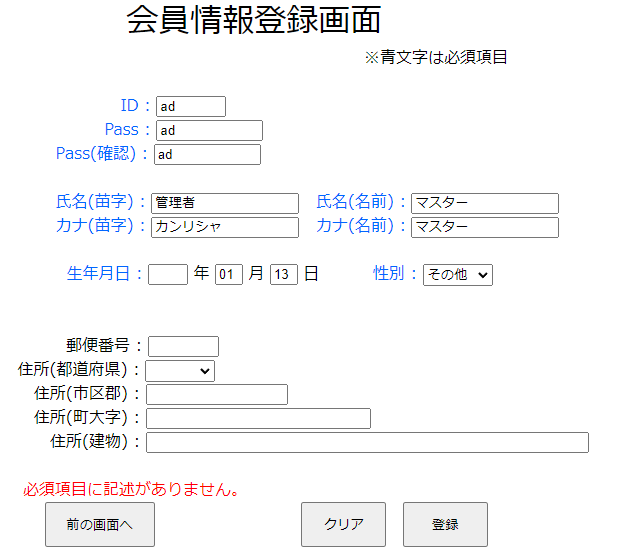 会員情報登録画面
※青文字は必須項目
ID : ad
Pass : ad
Pass(確認) : ad
氏名(苗字) : 管理者 氏名(名前) : マスター
カナ(苗字) : カンリシャ カナ(名前) : マスター
生年月日 : 年 01 月 13 日 性別 : その他
郵便番号 :
住所(都道府県) :
住所(市区郡) :
住所(町大字) :
住所(建物) :
必須項目に記述がありません。
前の画面へ クリア 登録